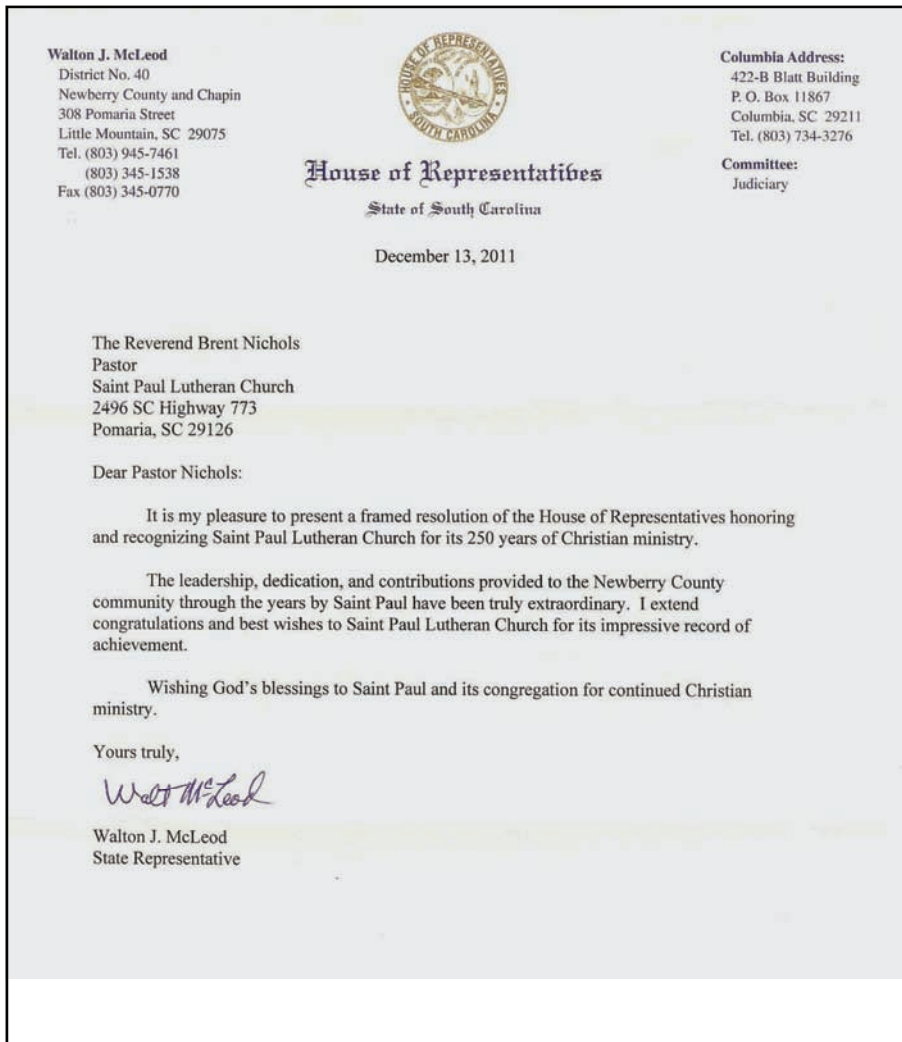 Walton J. McLeod
District No. 40
Newberry County and Chapin
308 Pomaria Street
Little Mountain, SC 29075
Tel. (803) 945-7461
(803) 345-1538
Fax (803) 345-0770
HOUSE OF REPRESENTATIVES
SOUTH CAROLINA
House of Representatives
State of South Carolina
Columbia Address:
422-B Blatt Building
P. O. Box 11867
Columbia, SC 29211
Tel. (803) 734-3276
Committee:
Judiciary
December 13, 2011
The Reverend Brent Nichols
Pastor
Saint Paul Lutheran Church
2496 SC Highway 773
Pomaria, SC 29126
Dear Pastor Nichols:
It is my pleasure to present a framed resolution of the House of Representatives honoring
and recognizing Saint Paul Lutheran Church for its 250 years of Christian ministry.
The leadership, dedication, and contributions provided to the Newberry County
community through the years by Saint Paul have been truly extraordinary. I extend
congratulations and best wishes to Saint Paul Lutheran Church for its impressive record of
achievement.
Wishing God's blessings to Saint Paul and its congregation for continued Christian
ministry.
Yours truly,
Walt McLeod
Walton J. McLeod
State Representative